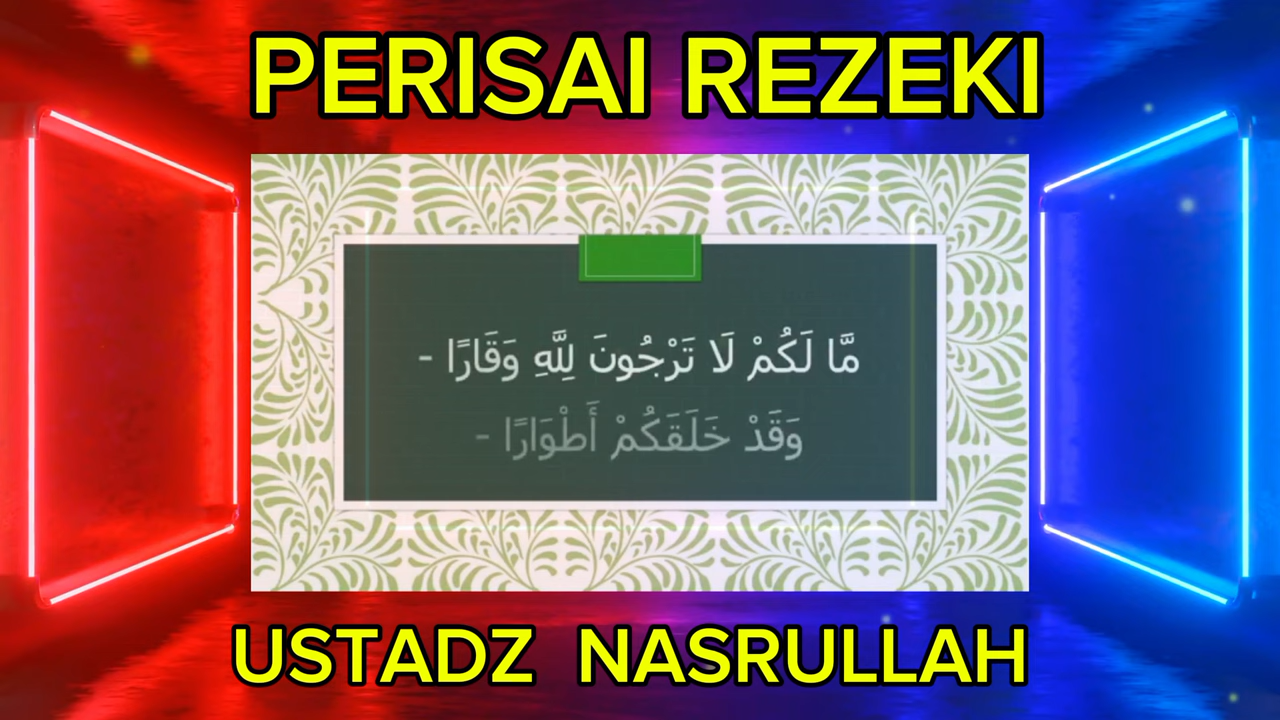 PERISAI REZEKI
مَّا لَكُمْ لَا تَرْجُونَ لِلَّهِ وَقَارًا -
وَقَدْ خَلَقَكُمْ أَطْوَارًا -
USTADZ NASRULLAH